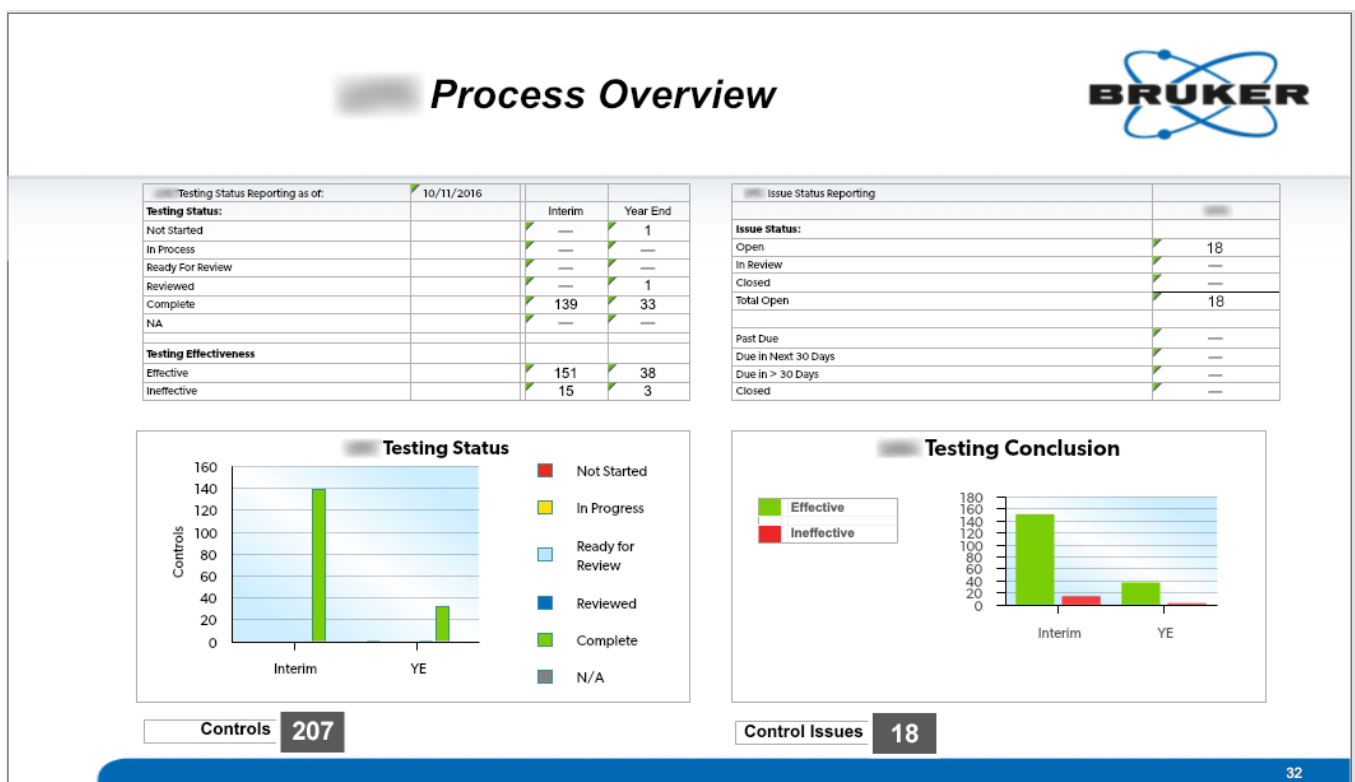 Process Overview
BRUKER
Testing Status Reporting as of: 10/11/2016
Testing Status: Interim Year End
Not Started — 1
In Process — —
Ready For Review — —
Reviewed — 1
Complete 139 33
NA — —
Testing Effectiveness
Effective 151 38
Ineffective 15 3
Issue Status Reporting
Issue Status:
Open 18
In Review —
Closed —
Total Open 18
Past Due —
Due in Next 30 Days —
Due in > 30 Days —
Closed —
Testing Status
160
140
120
100
80
60
40
20
0
Controls
Interim YE
Not Started
In Progress
Ready for
Review
Reviewed
Complete
N/A
Testing Conclusion
Effective
Ineffective
180
160
140
120
100
80
60
40
20
0
Interim YE
Controls 207
Control Issues 18
32